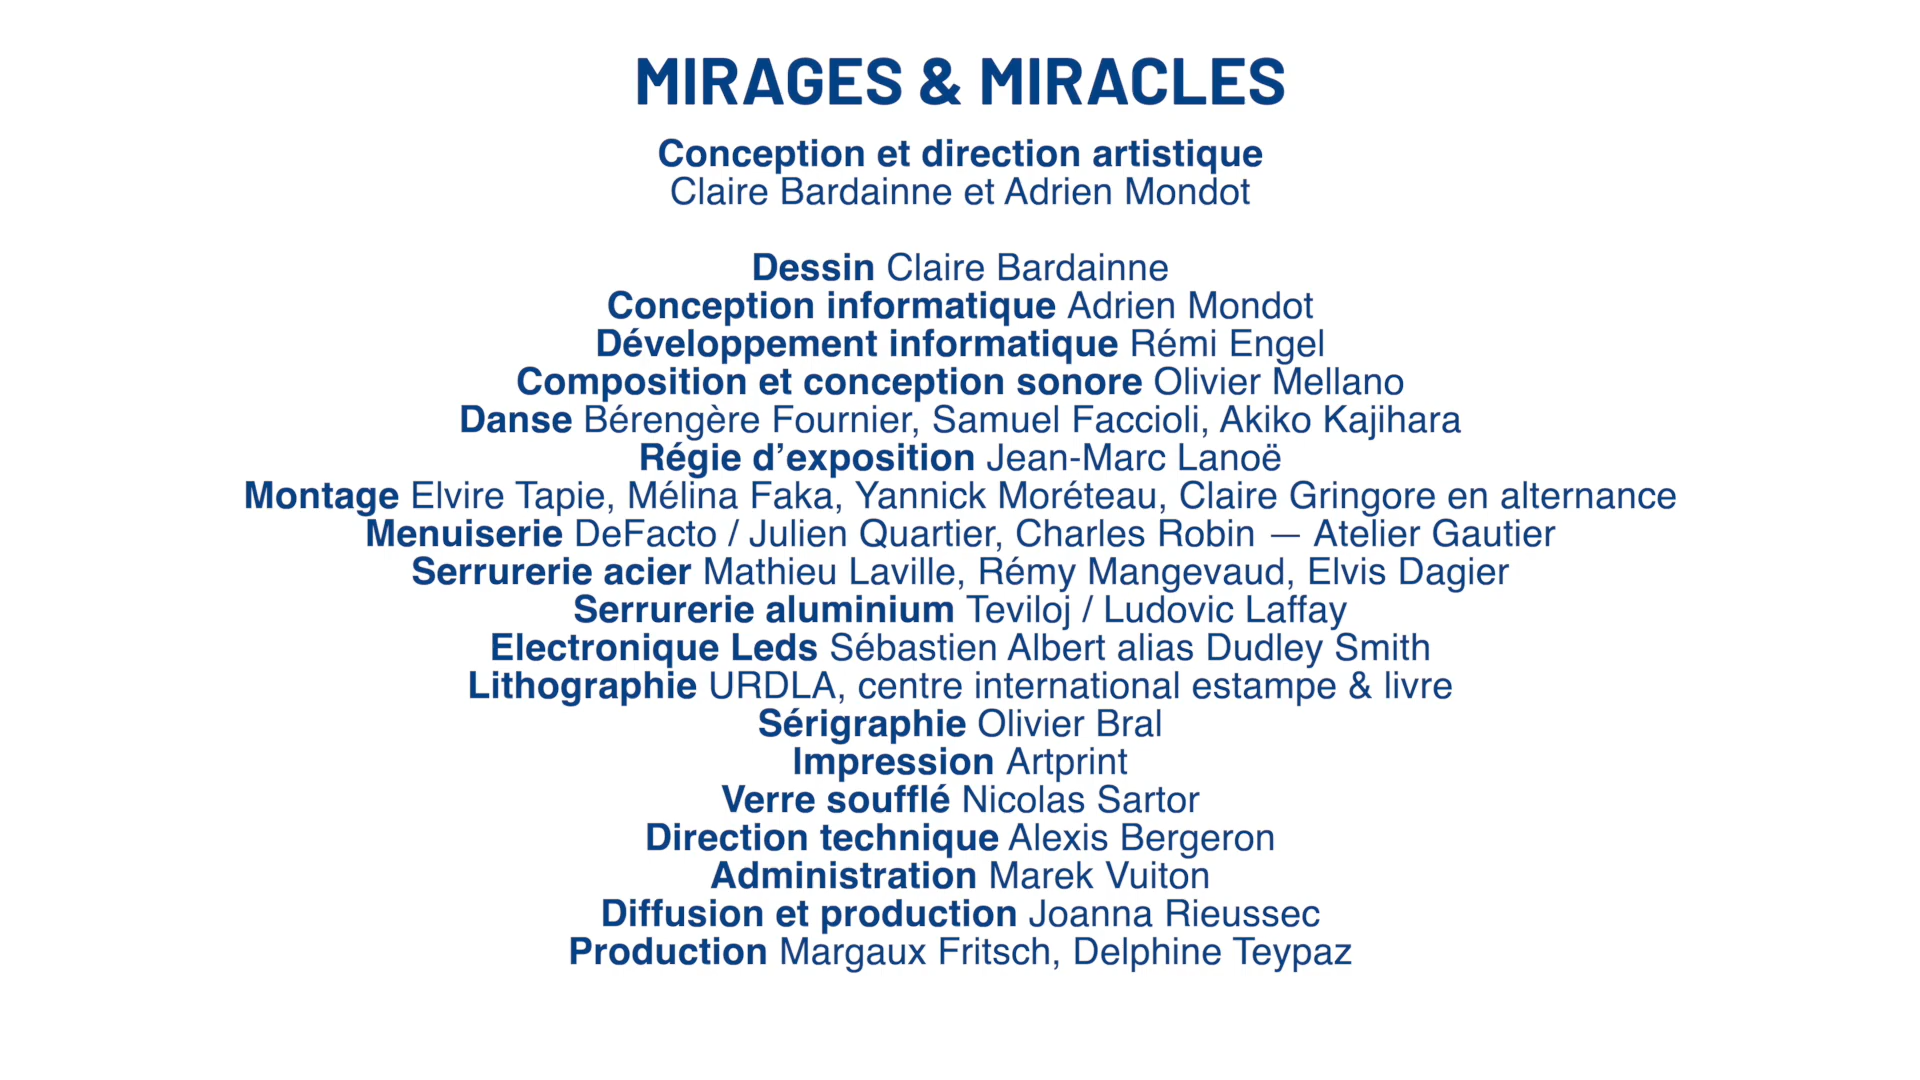 MIRAGES & MIRACLES
Conception et direction artistique
Claire Bardainne et Adrien Mondot
Dessin Claire Bardainne
Conception informatique Adrien Mondot
Développement informatique Rémi Engel
Composition et conception sonore Olivier Mellano
Danse Bérengère Fournier, Samuel Faccioli, Akiko Kajihara
Régie d’exposition Jean-Marc Lanoë
Montage Elvire Tapie, Mélina Faka, Yannick Moréteau, Claire Gringore en alternance
Menuiserie DeFacto / Julien Quartier, Charles Robin — Atelier Gautier
Serrurerie acier Mathieu Laville, Rémy Mangevaud, Elvis Dagier
Serrurerie aluminium Teviloj / Ludovic Laffay
Electronique Leds Sébastien Albert alias Dudley Smith
Lithographie URDLA, centre international estampe & livre
Sérigraphie Olivier Bral
Impression Artprint
Verre soufflé Nicolas Sartor
Direction technique Alexis Bergeron
Administration Marek Vuiton
Diffusion et production Joanna Rieussec
Production Margaux Fritsch, Delphine Teypaz